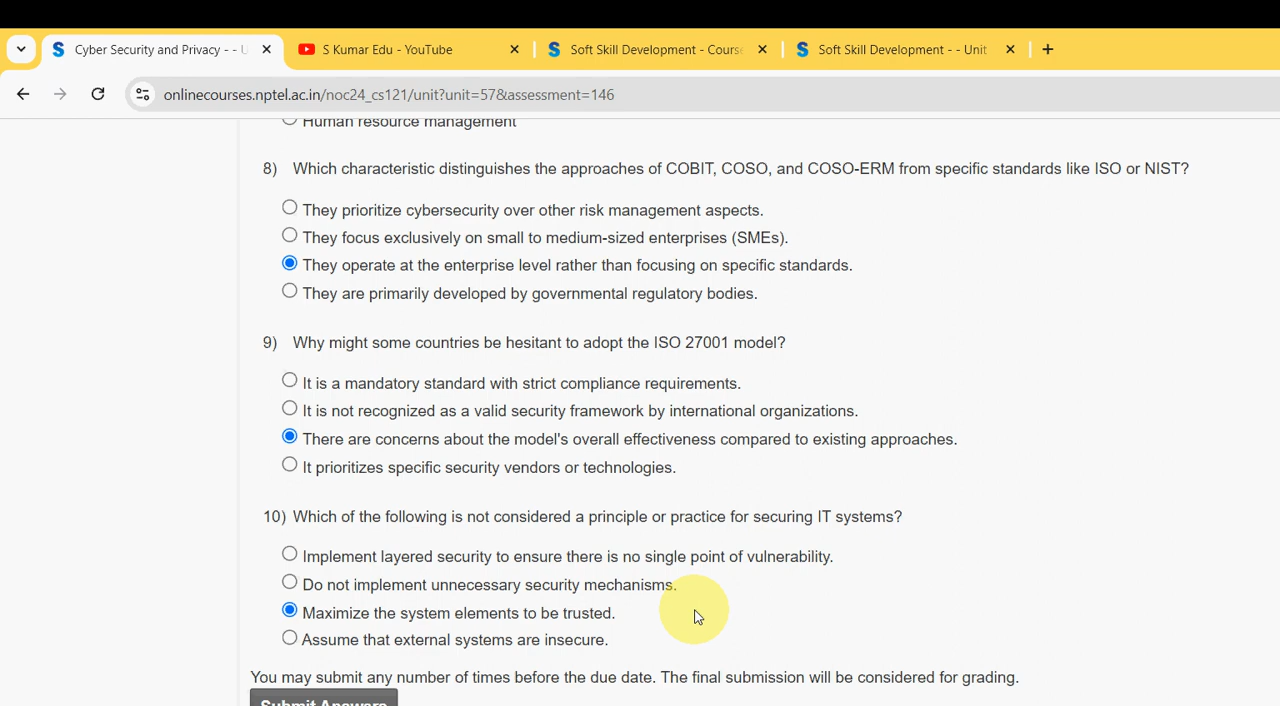 Cyber Security and Privacy - - U
S Kumar Edu - YouTube
Soft Skill Development - Course
Soft Skill Development - - Unit
onlinecourses.nptel.ac.in/noc24_cs121/unit?unit=57&assessment=146
Human resource management
8) Which characteristic distinguishes the approaches of COBIT, COSO, and COSO-ERM from specific standards like ISO or NIST?
They prioritize cybersecurity over other risk management aspects.
They focus exclusively on small to medium-sized enterprises (SMEs).
They operate at the enterprise level rather than focusing on specific standards.
They are primarily developed by governmental regulatory bodies.
9) Why might some countries be hesitant to adopt the ISO 27001 model?
It is a mandatory standard with strict compliance requirements.
It is not recognized as a valid security framework by international organizations.
There are concerns about the model's overall effectiveness compared to existing approaches.
It prioritizes specific security vendors or technologies.
10) Which of the following is not considered a principle or practice for securing IT systems?
Implement layered security to ensure there is no single point of vulnerability.
Do not implement unnecessary security mechanisms.
Maximize the system elements to be trusted.
Assume that external systems are insecure.
You may submit any number of times before the due date. The final submission will be considered for grading.
Submit Answers